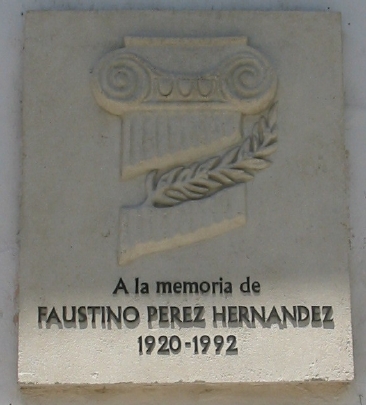 A la memoria de
FAUSTINO PEREZ HERNANDEZ
1920-1992